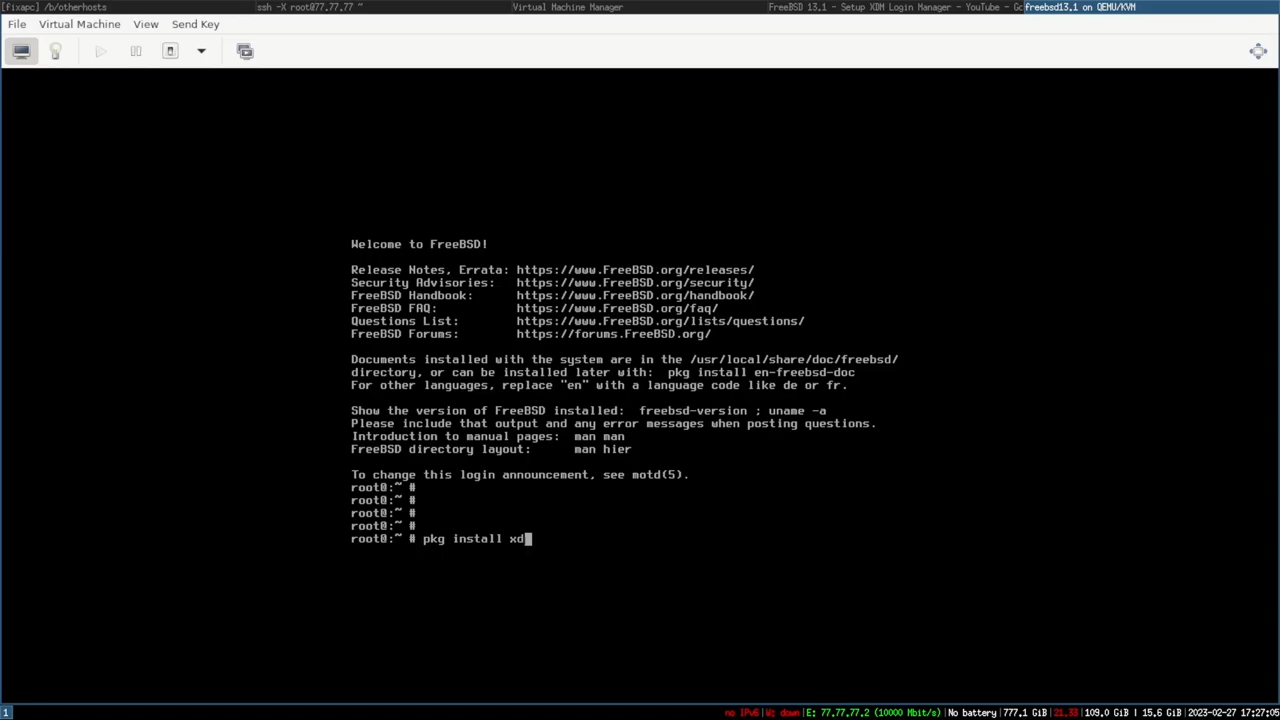 [fixapc] /b/otherhosts
ssh -X root@77.77.77 ~
Virtual Machine Manager
FreeBSD 13.1 - Setup XDM Login Manager - YouTube - Go
freebsd13.1 on QEMU/KVM
File Virtual Machine View Send Key
Welcome to FreeBSD!
Release Notes, Errata: https://www.FreeBSD.org/releases/
Security Advisories: https://www.FreeBSD.org/security/
FreeBSD Handbook: https://www.FreeBSD.org/handbook/
FreeBSD FAQ: https://www.FreeBSD.org/faq/
Questions List: https://www.FreeBSD.org/lists/questions/
FreeBSD Forums: https://forums.FreeBSD.org/
Documents installed with the system are in the /usr/local/share/doc/freebsd/
directory, or can be installed later with: pkg install en-freebsd-doc
For other languages, replace "en" with a language code like de or fr.
Show the version of FreeBSD installed: freebsd-version ; uname -a
Please include that output and any error messages when posting questions.
Introduction to manual pages: man man
FreeBSD directory layout: man hier
To change this login announcement, see motd(5).
root@:~ #
root@:~ #
root@:~ #
root@:~ #
root@:~ # pkg install xd
1
no IPv6|W: down|E: 77.77.77.2 (10000 Mbit/s)|No battery|777.1 GiB|21.33|109.0 GiB | 15.6 GiB|2023-02-27 17:27:05